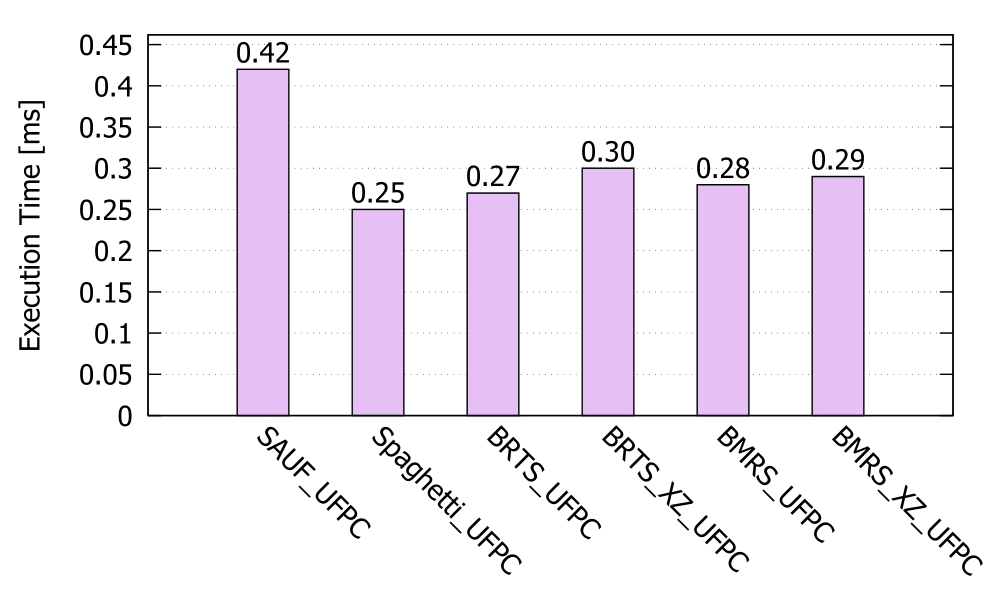 Execution Time [ms]
0.45
0.4
0.35
0.3
0.25
0.2
0.15
0.1
0.05
0
0.42
0.25
0.27
0.30
0.28
0.29
SAUF_UFPC
Spaghetti_UFPC
BRTS_UFPC
BRTS_XZ_UFPC
BMRS_UFPC
BMRS_XZ_UFPC